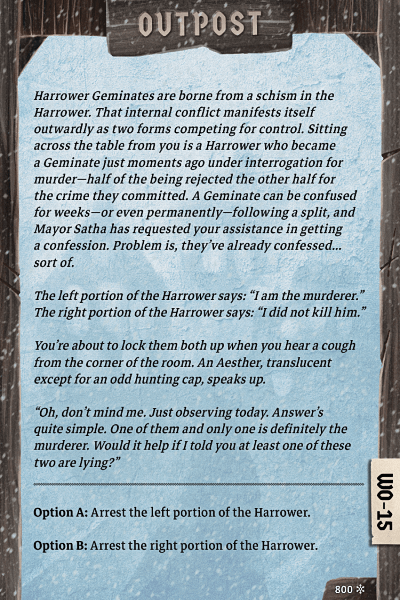 OUTPOST
Harrower Geminates are borne from a schism in the
Harrower. That internal conflict manifests itself
outwardly as two forms competing for control. Sitting
across the table from you is a Harrower who became
a Geminate just moments ago under interrogation for
murder—half of the being rejected the other half for
the crime they committed. A Geminate can be confused
for weeks—or even permanently—following a split, and
Mayor Satha has requested your assistance in getting
a confession. Problem is, they’ve already confessed...
sort of.
The left portion of the Harrower says: “I am the murderer.”
The right portion of the Harrower says: “I did not kill him.”
You’re about to lock them both up when you hear a cough
from the corner of the room. An Aesther, translucent
except for an odd hunting cap, speaks up.
“Oh, don’t mind me. Just observing today. Answer’s
quite simple. One of them and only one is definitely the
murderer. Would it help if I told you at least one of these
two are lying?”
Option A: Arrest the left portion of the Harrower.
Option B: Arrest the right portion of the Harrower.
WO-15
800